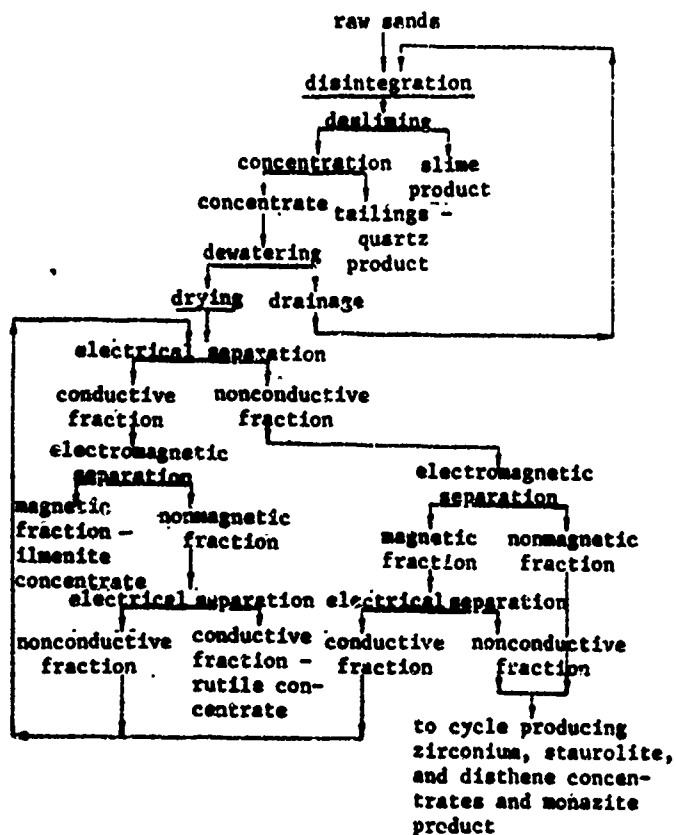 raw sands
disintegration
desliming
concentration
slime
product
concentrate
tailings -
quartz
product
dewatering
drying
drainage
electrical separation
conductive
fraction
nonconductive
fraction
electromagnetic
separation
electromagnetic
separation
magnetic
fraction -
ilmenite
concentrate
nonmagnetic
fraction
magnetic
fraction
nonmagnetic
fraction
electrical separation
electrical separation
nonconductive
fraction
conductive
fraction -
rutile con-
centrate
conductive
fraction
nonconductive
fraction
to cycle producing
zirconium, staurolite,
and disthene concen-
trates and monazite
product